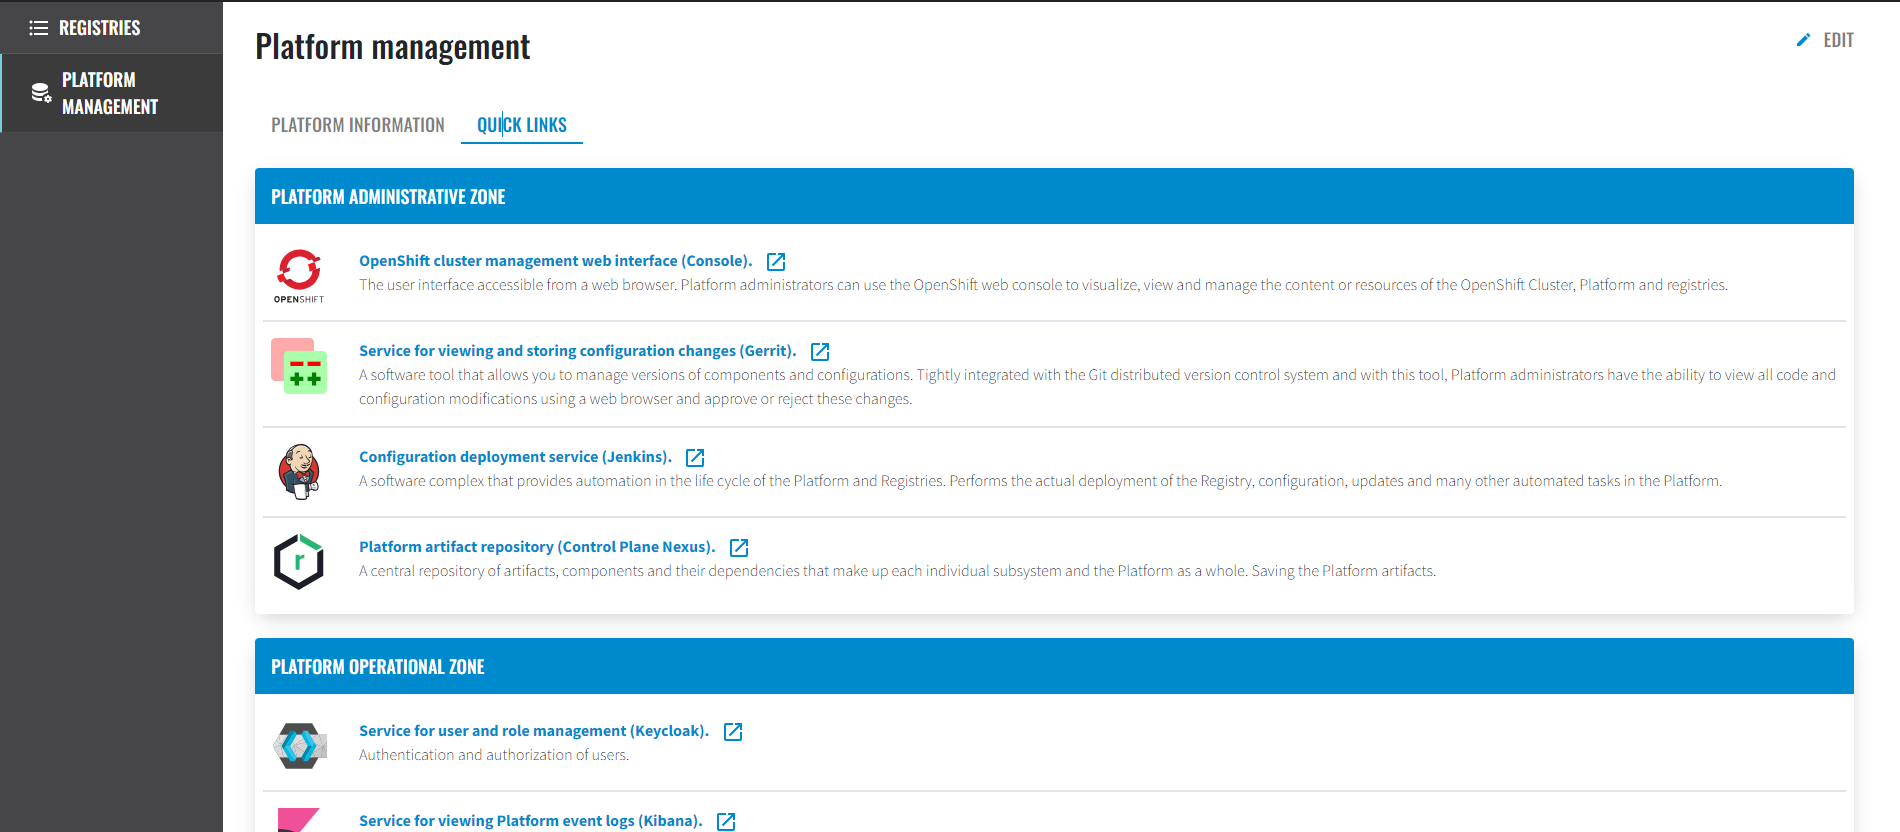 REGISTRIES
PLATFORM
MANAGEMENT
Platform management
EDIT
PLATFORM INFORMATION
QUICK LINKS
PLATFORM ADMINISTRATIVE ZONE
OPENSHIFT
OpenShift cluster management web interface (Console).
The user interface accessible from a web browser. Platform administrators can use the OpenShift web console to visualize, view and manage the content or resources of the OpenShift Cluster, Platform and registries.
Service for viewing and storing configuration changes (Gerrit).
A software tool that allows you to manage versions of components and configurations. Tightly integrated with the Git distributed version control system and with this tool, Platform administrators have the ability to view all code and
configuration modifications using a web browser and approve or reject these changes.
Configuration deployment service (Jenkins).
A software complex that provides automation in the life cycle of the Platform and Registries. Performs the actual deployment of the Registry, configuration, updates and many other automated tasks in the Platform.
r
Platform artifact repository (Control Plane Nexus).
A central repository of artifacts, components and their dependencies that make up each individual subsystem and the Platform as a whole. Saving the Platform artifacts.
PLATFORM OPERATIONAL ZONE
Service for user and role management (Keycloak).
Authentication and authorization of users.
Service for viewing Platform event logs (Kibana).